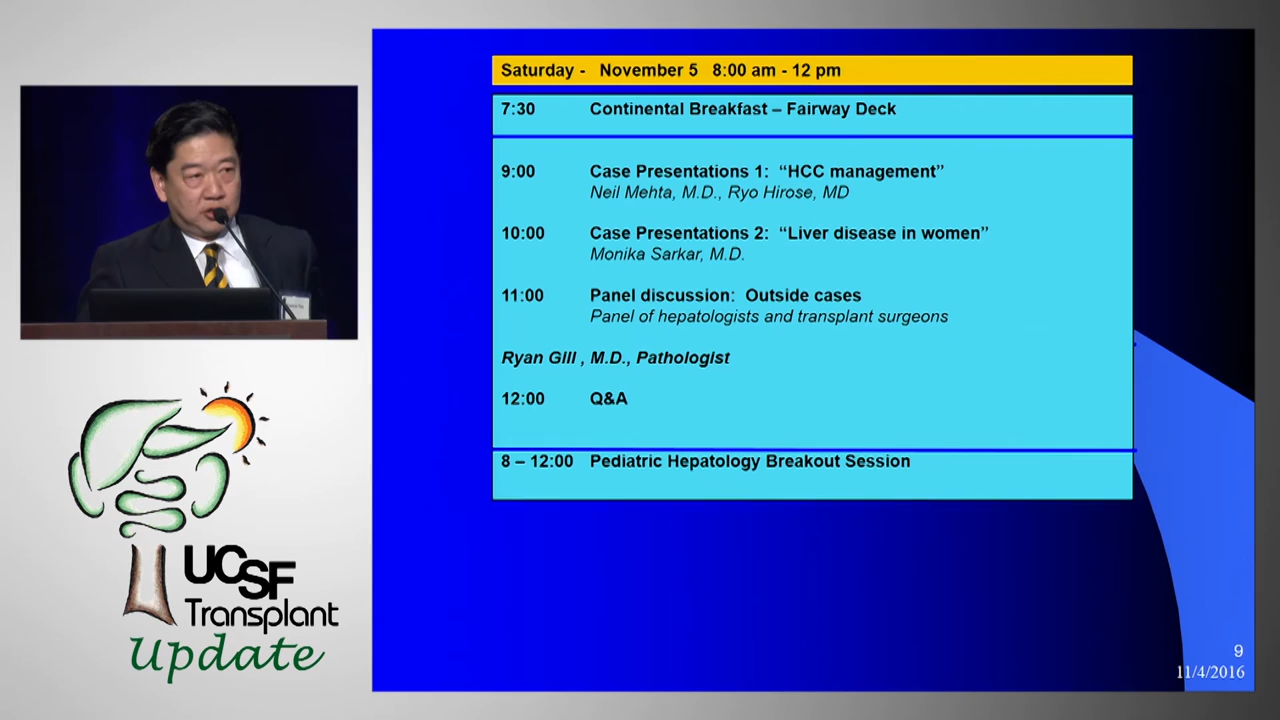 Saturday - November 5 8:00 am - 12 pm
7:30 Continental Breakfast – Fairway Deck
9:00 Case Presentations 1: “HCC management”
Neil Mehta, M.D., Ryo Hirose, MD
10:00 Case Presentations 2: “Liver disease in women”
Monika Sarkar, M.D.
11:00 Panel discussion: Outside cases
Panel of hepatologists and transplant surgeons
Ryan Gill , M.D., Pathologist
12:00 Q&A
8 – 12:00 Pediatric Hepatology Breakout Session
9
11/4/2016
UCSF
Transplant
Update